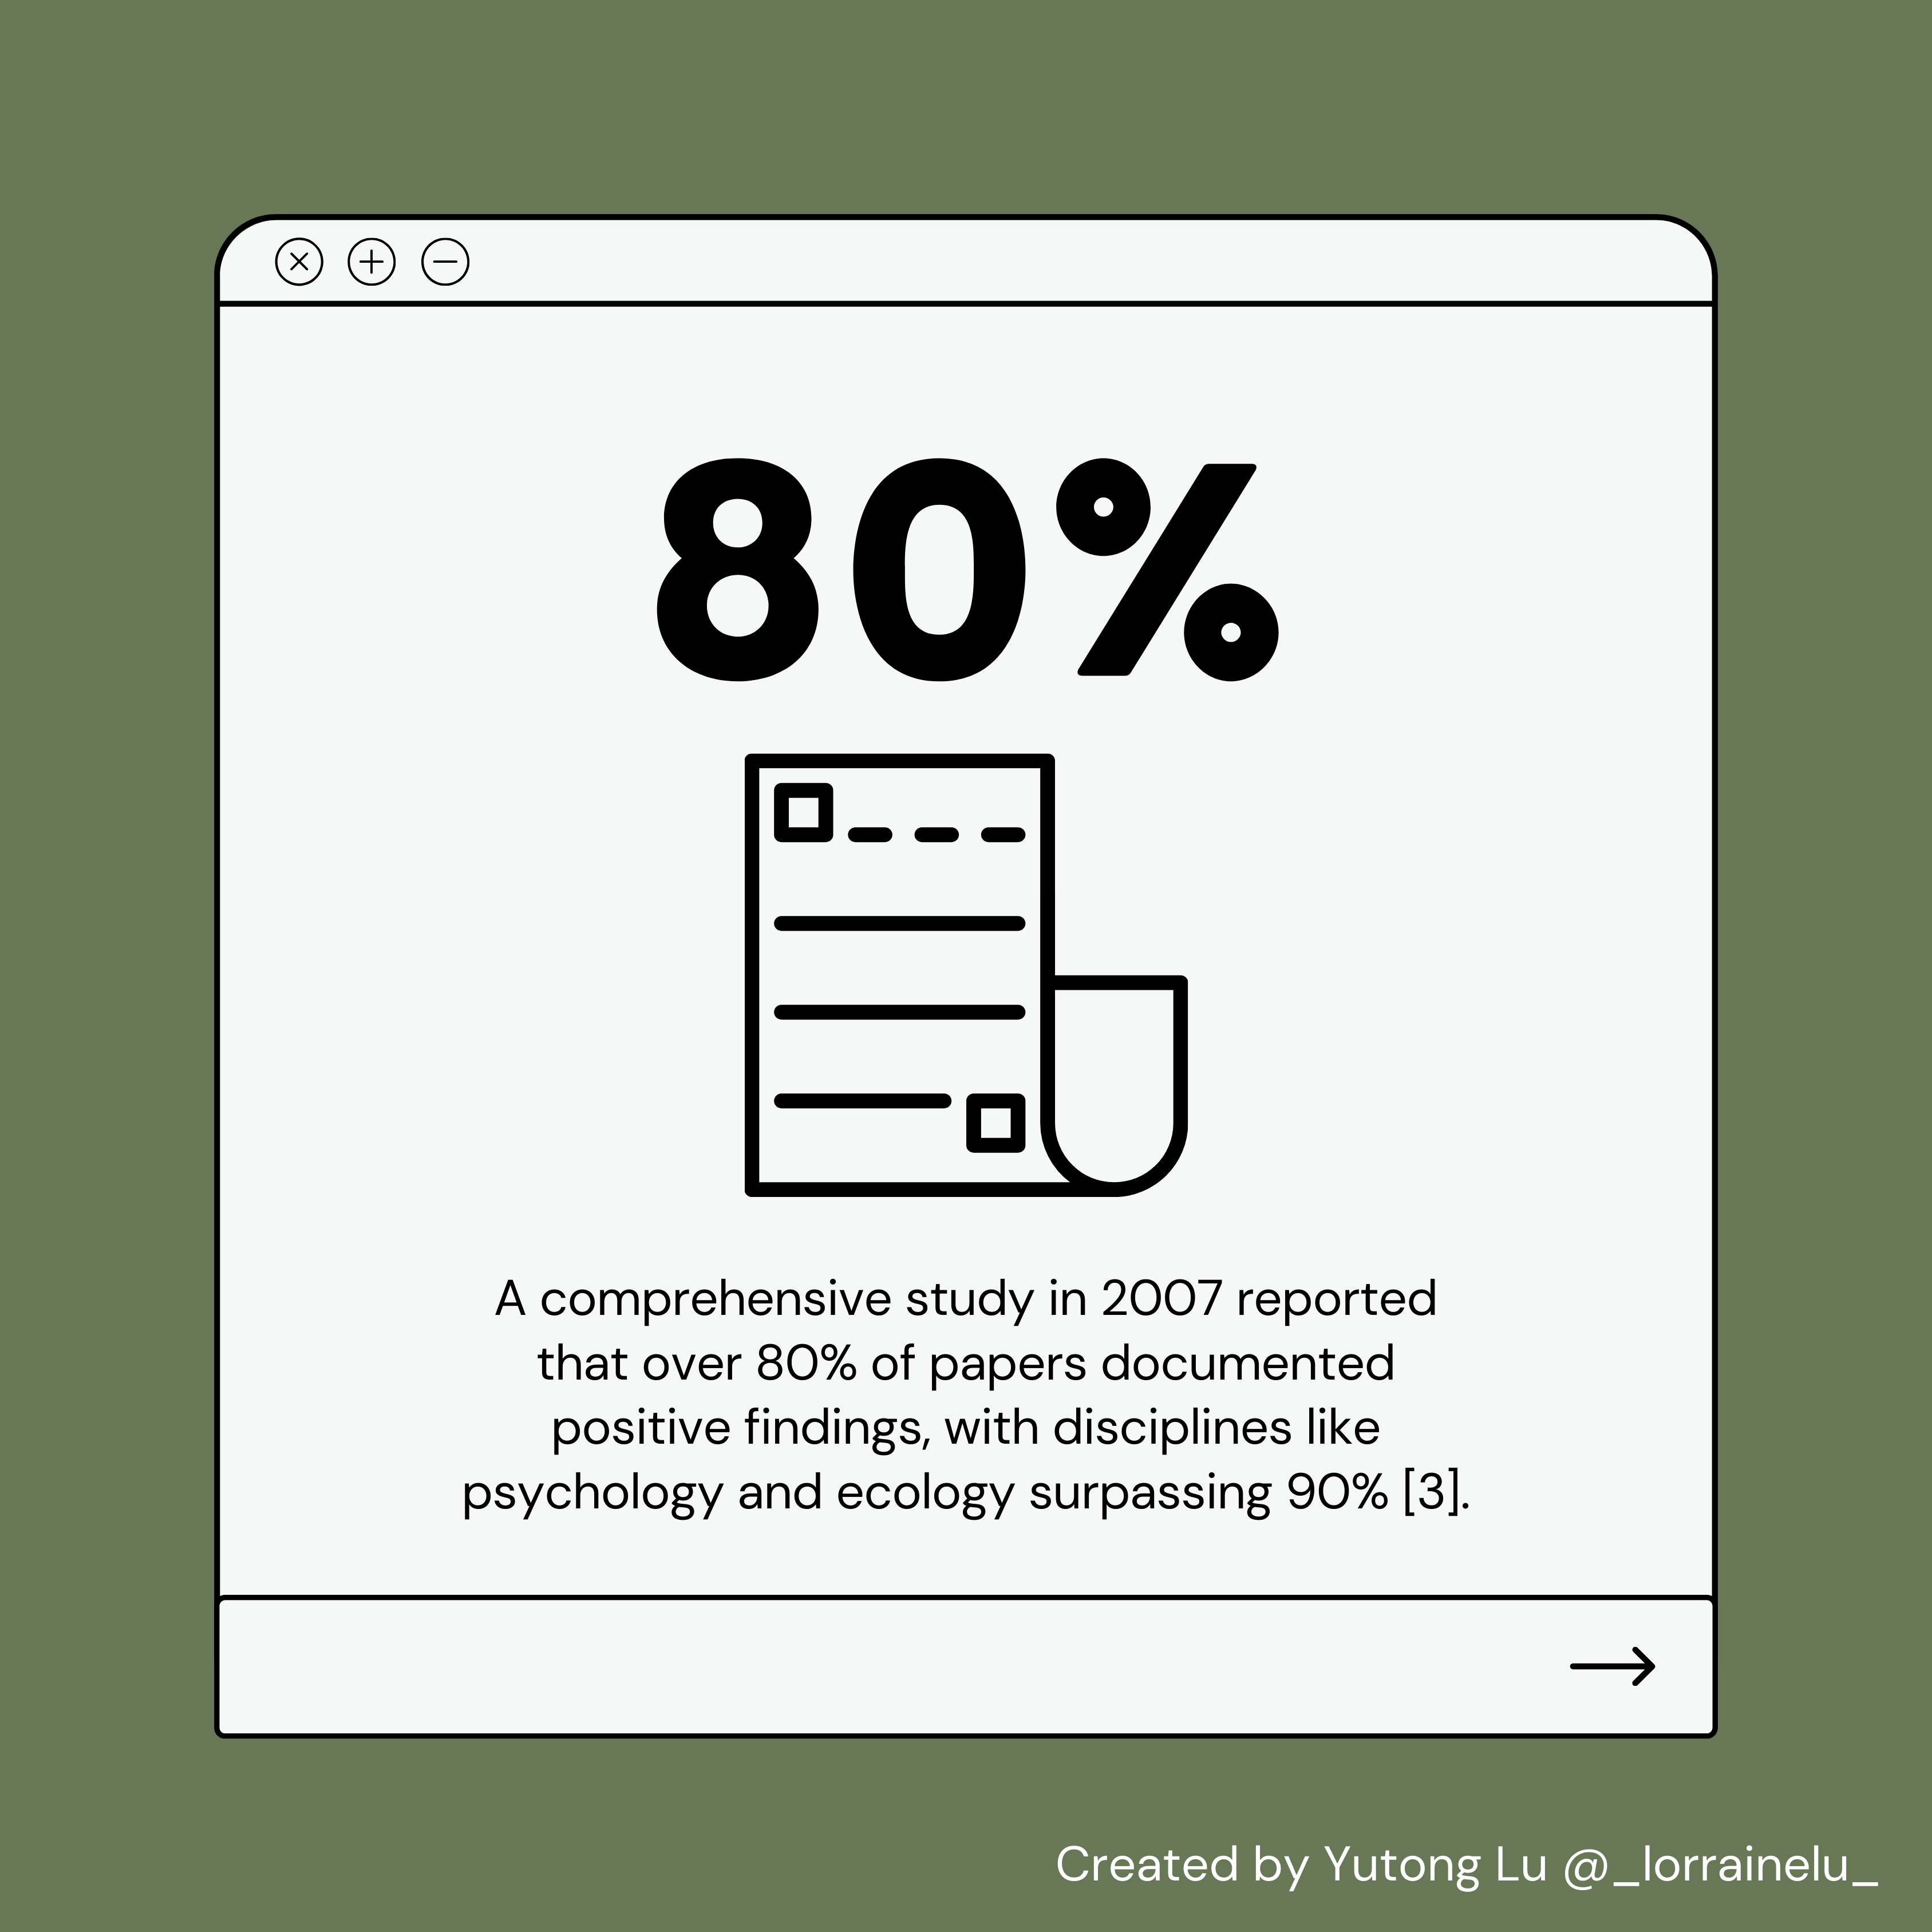 80%
A comprehensive study in 2007 reported
that over 80% of papers documented
positive findings, with disciplines like
psychology and ecology surpassing 90% [3].
Created by Yutong Lu @_lorrainelu_